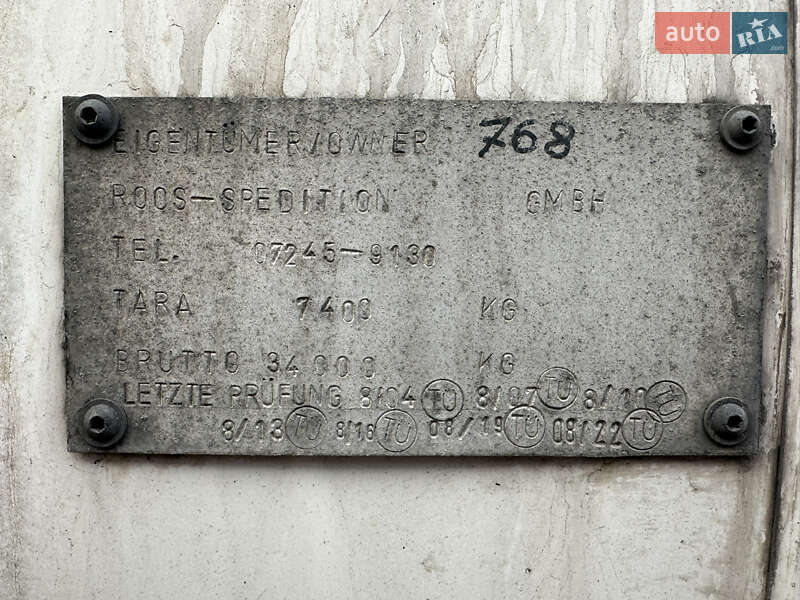 auto RIA .com
EIGENTÜMER/OWNER 768
ROOS-SPEDITION GMBH
TEL. 07245-9130
TARA 7400 KG
BRUTTO 34000 KG
LETZTE PRÜFUNG 8/04 TÜ 8/07 TÜ 8/10 TÜ
8/13 TÜ 8/16 TÜ 08/19 TÜ 08/22 TÜ